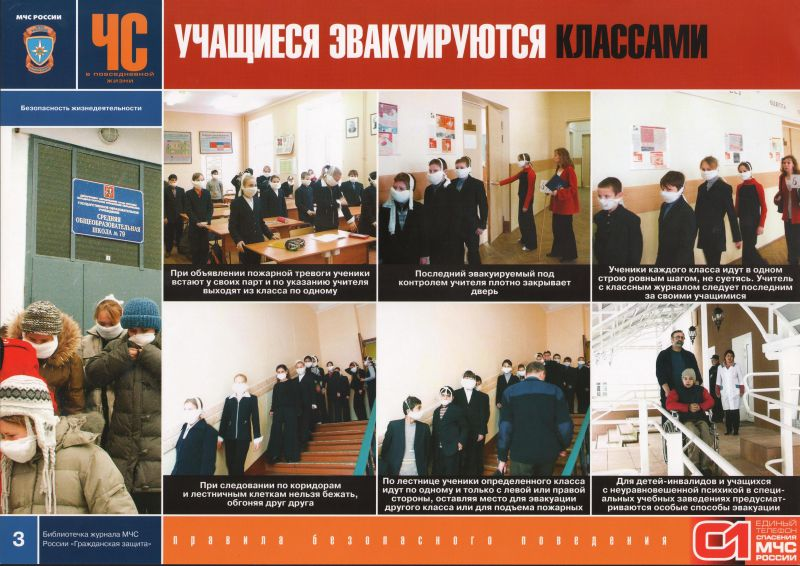 МЧС РОССИИ
ЧС
в повседневной
жизни
УЧАЩИЕСЯ ЭВАКУИРУЮТСЯ КЛАССАМИ
Безопасность жизнедеятельности
СРЕДНЯЯ
ОБЩЕОБРАЗОВАТЕЛЬНАЯ
ШКОЛА № 79
При объявлении пожарной тревоги ученики
встают у своих парт и по указанию учителя
выходят из класса по одному
Последний эвакуируемый под
контролем учителя плотно закрывает
дверь
Ученики каждого класса идут в одном
строю ровным шагом, не суетясь. Учитель
с классным журналом следует последним
за своими учащимися
При следовании по коридорам
и лестничным клеткам нельзя бежать,
обгоняя друг друга
По лестнице ученики определенного класса
идут по одному и только с левой или правой
стороны, оставляя место для эвакуации
другого класса или для подъема пожарных
Для детей-инвалидов и учащихся
с неуравновешенной психикой в специ-
альных учебных заведениях предусмат-
риваются особые способы эвакуации
3
Библиотечка журнала МЧС
России «Гражданская защита»
правила безопасного поведения
01
ЕДИНЫЙ
ТЕЛЕФОН
СПАСЕНИЯ
МЧС
РОССИИ